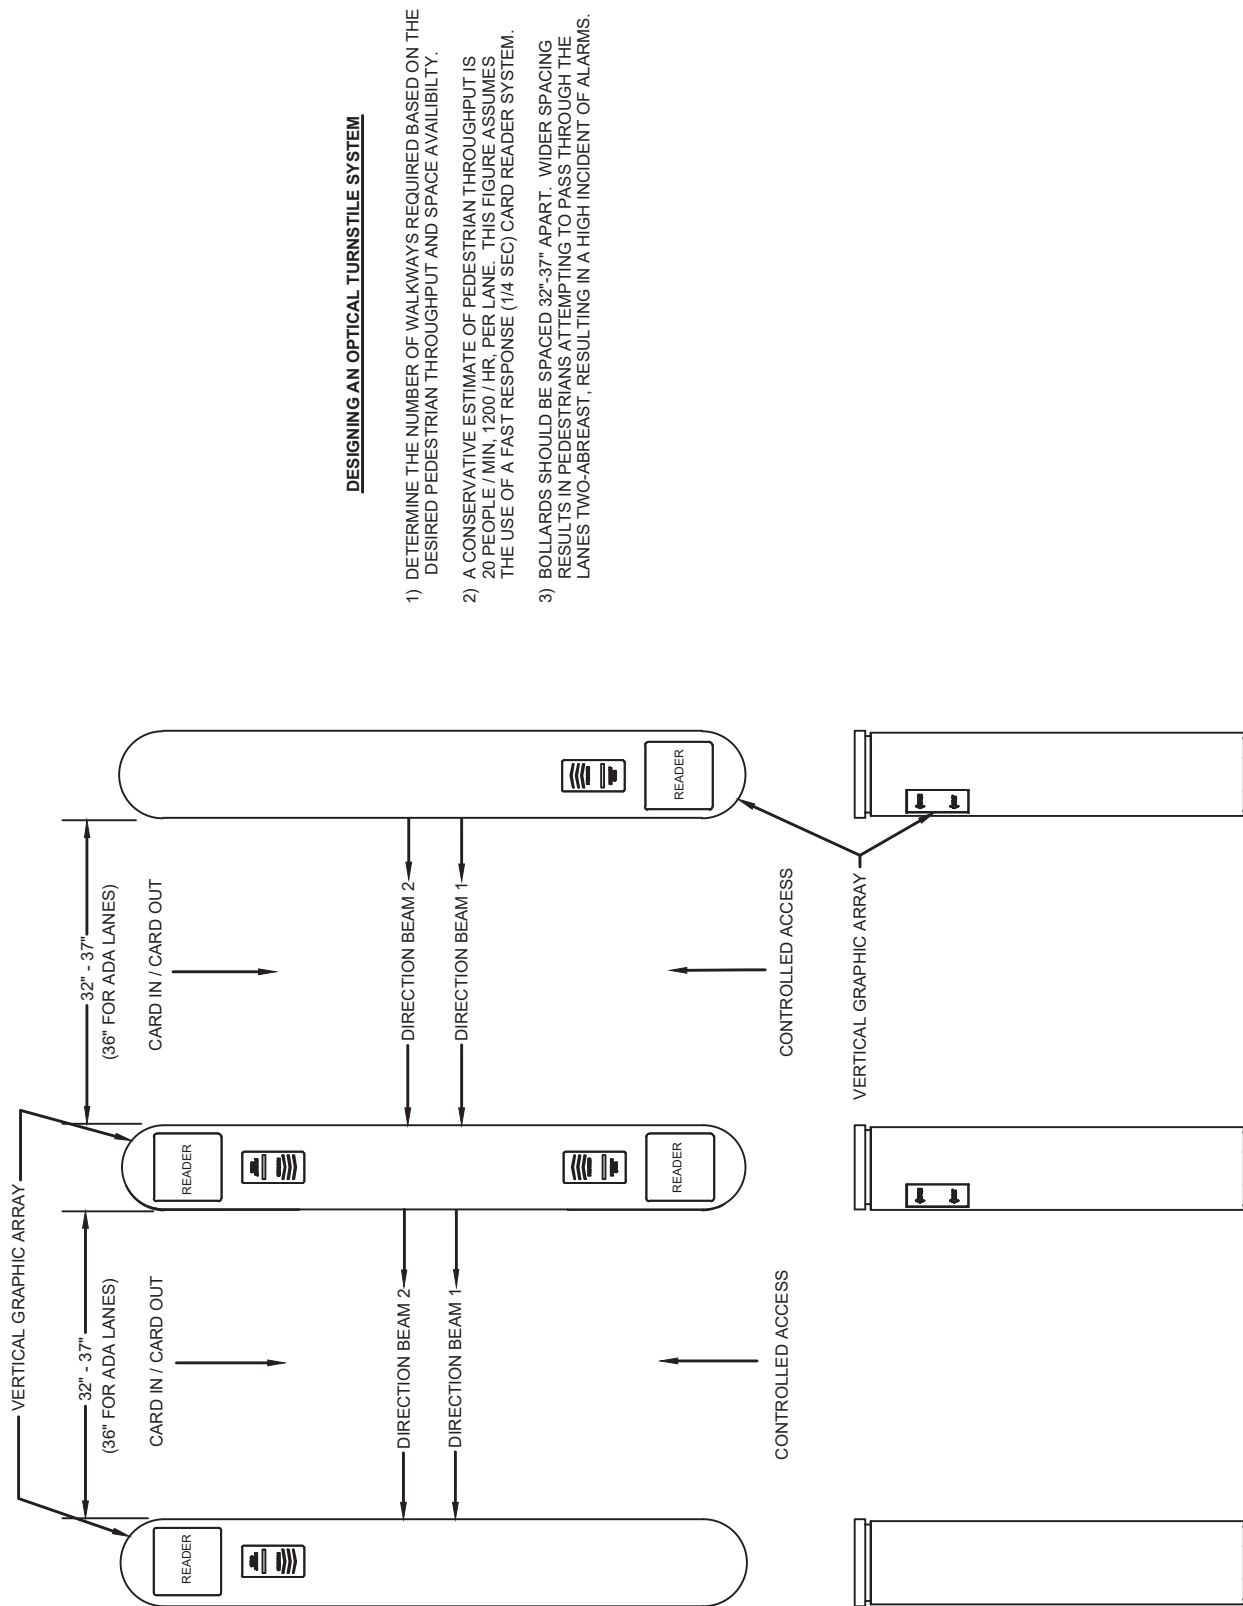 VERTICAL GRAPHIC ARRAY
32" - 37"
(36" FOR ADA LANES)
CARD IN / CARD OUT
32" - 37"
(36" FOR ADA LANES)
CARD IN / CARD OUT
READER
READER
DIRECTION BEAM 2
DIRECTION BEAM 1
DIRECTION BEAM 2
DIRECTION BEAM 1
READER
READER
CONTROLLED ACCESS
CONTROLLED ACCESS
VERTICAL GRAPHIC ARRAY
DESIGNING AN OPTICAL TURNSTILE SYSTEM
1) DETERMINE THE NUMBER OF WALKWAYS REQUIRED BASED ON THE
DESIRED PEDESTRIAN THROUGHPUT AND SPACE AVAILIBILTY.
2) A CONSERVATIVE ESTIMATE OF PEDESTRIAN THROUGHPUT IS
20 PEOPLE / MIN, 1200 / HR, PER LANE. THIS FIGURE ASSUMES
THE USE OF A FAST RESPONSE (1/4 SEC) CARD READER SYSTEM.
3) BOLLARDS SHOULD BE SPACED 32"-37" APART. WIDER SPACING
RESULTS IN PEDESTRIANS ATTEMPTING TO PASS THROUGH THE
LANES TWO-ABREAST, RESULTING IN A HIGH INCIDENT OF ALARMS.